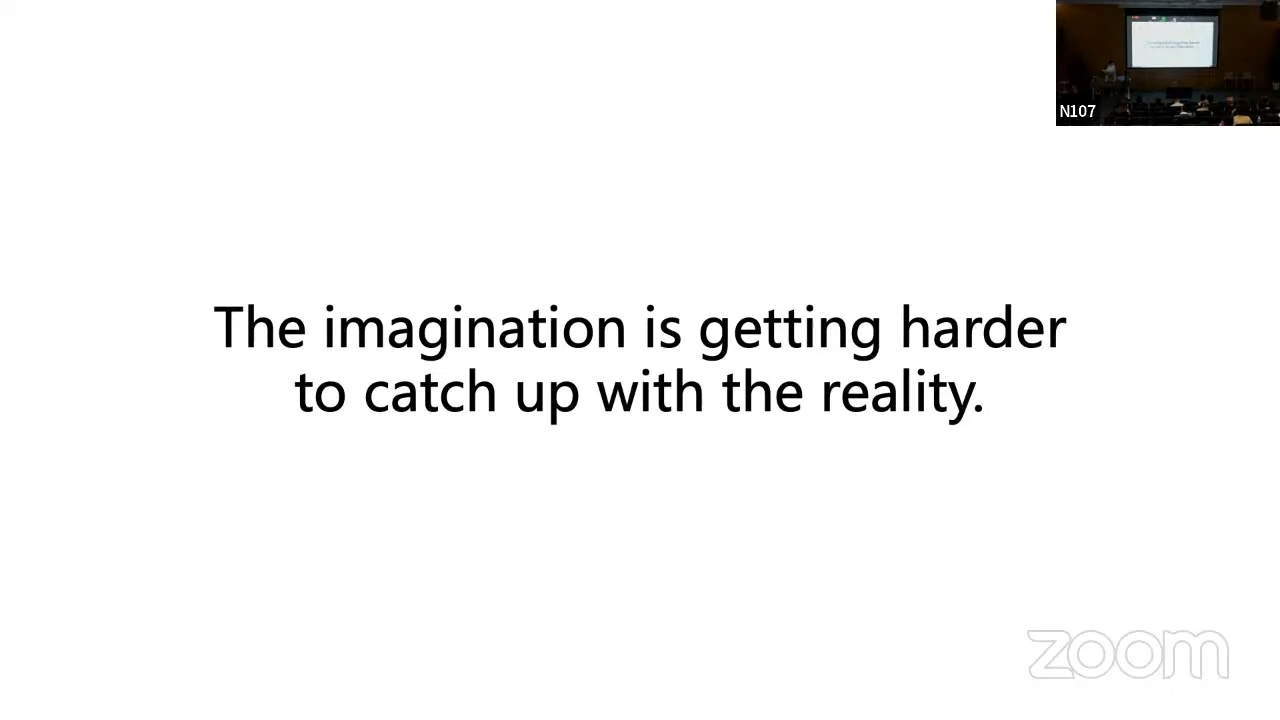 N107
The imagination is getting harder
to catch up with the reality.
zoom